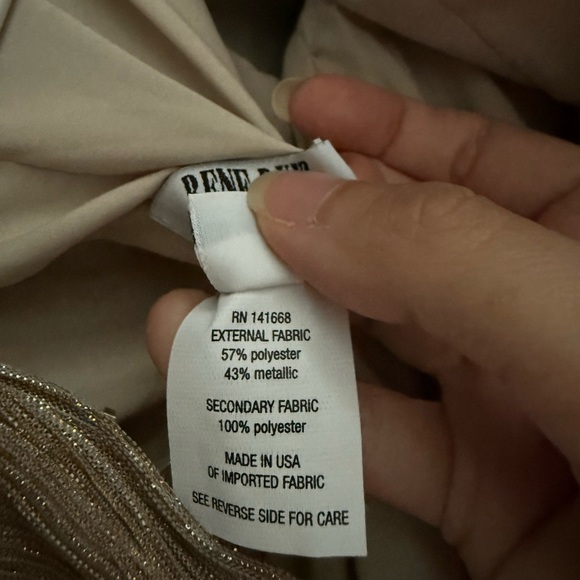 RENE
RN 141668
EXTERNAL FABRIC
57% polyester
43% metallic
SECONDARY FABRIC
100% polyester
MADE IN USA
OF IMPORTED FABRIC
SEE REVERSE SIDE FOR CARE